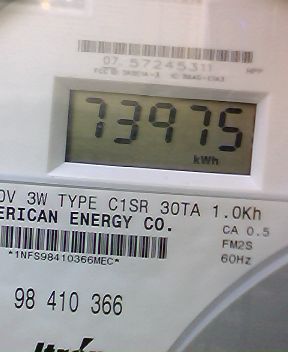 07 57245311
73975
kWh
0V 3W TYPE C1SR 30TA 1.0Kh
ERICAN ENERGY CO.
CA 0.5
*1NFS98410366MEC*
FM2S
60Hz
98 410 366
Itron